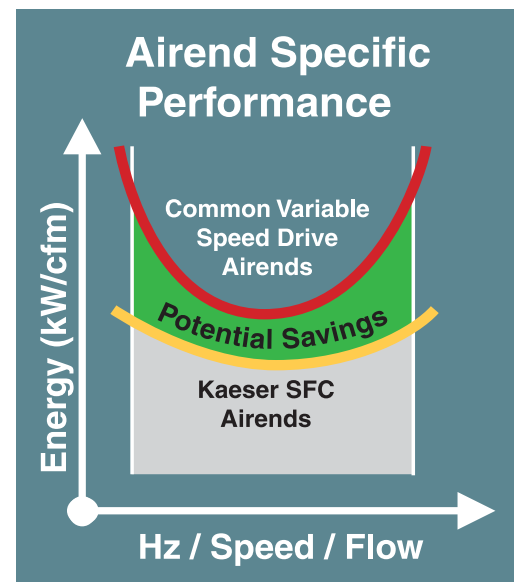 Airend Specific
Performance
Energy (kW/cfm)
Common Variable
Speed Drive
Airends
Potential Savings
Kaeser SFC
Airends
Hz / Speed / Flow